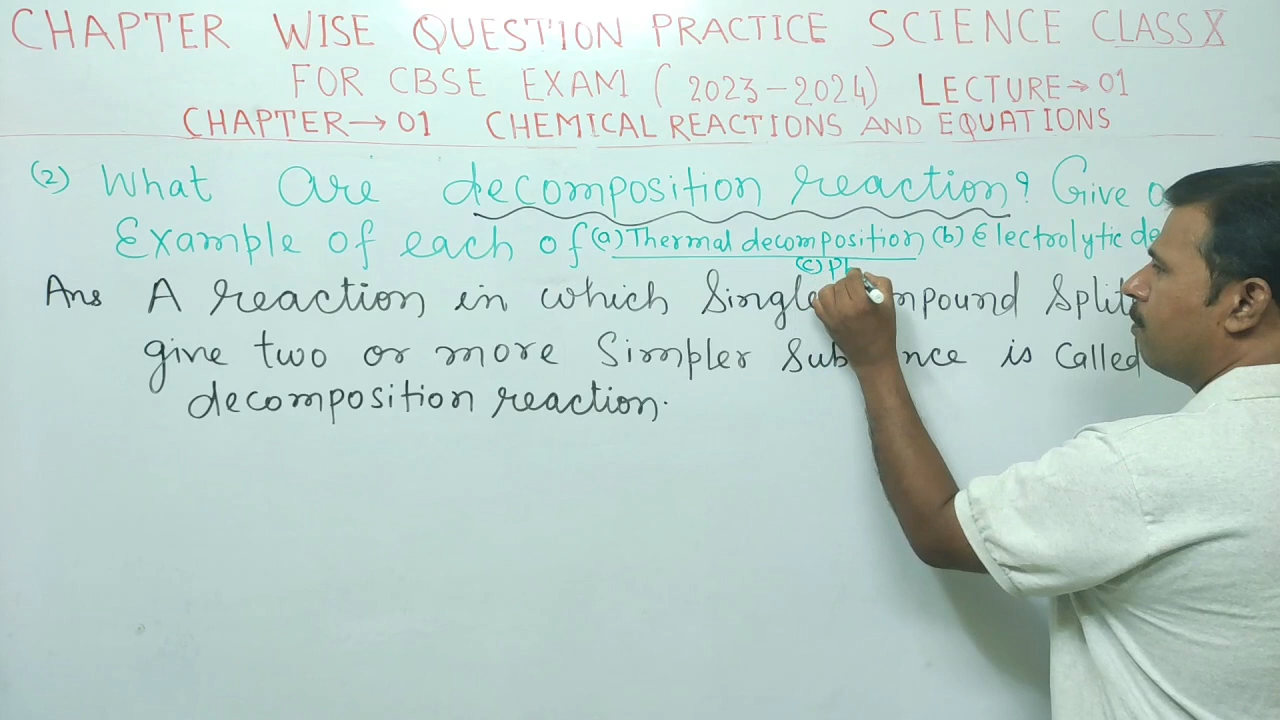 CHAPTER WISE QUESTION PRACTICE SCIENCE CLASS X
FOR CBSE EXAM ( 2023-2024) LECTURE→01
CHAPTER→01 CHEMICAL REACTIONS AND EQUATIONS
(2) What are decomposition reaction? Give
Example of each of (a) Thermal decomposition (b) Electrolytic de
(c) Ph
Ans A reaction in which Single Split
give two or more Simpler is called
decomposition reaction.